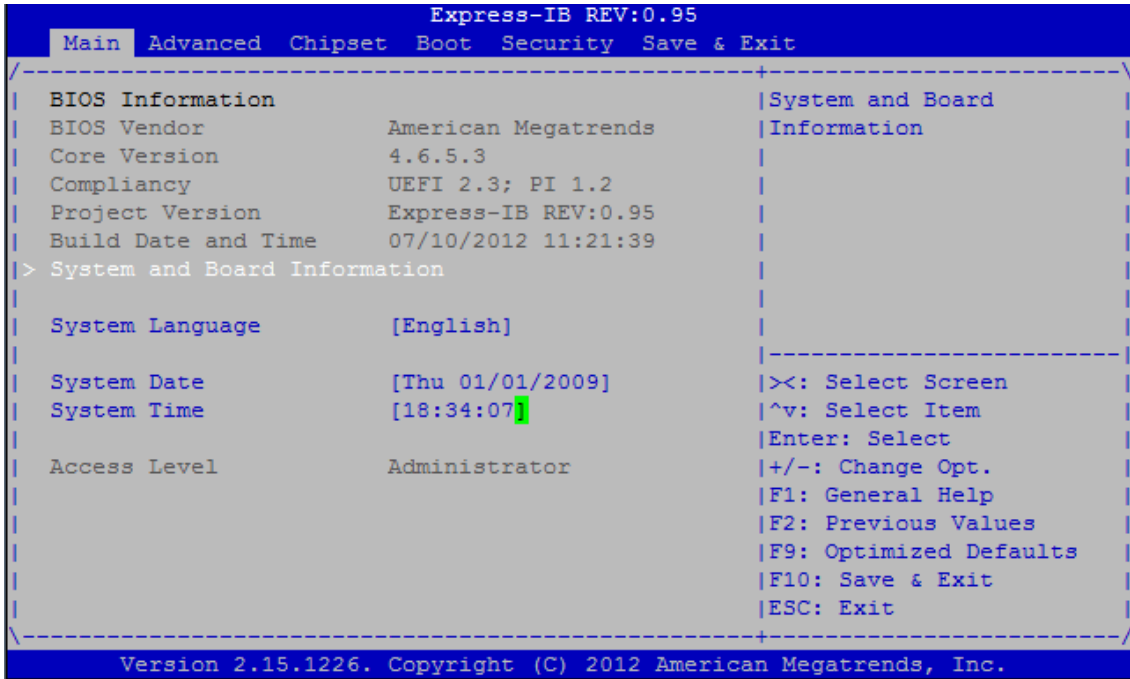 Express-IB REV:0.95
Main Advanced Chipset Boot Security Save & Exit
/----------------------------------------------------+-------------------------\
| BIOS Information |System and Board |
| BIOS Vendor American Megatrends |Information |
| Core Version 4.6.5.3 | |
| Compliancy UEFI 2.3; PI 1.2 | |
| Project Version Express-IB REV:0.95 | |
| Build Date and Time 07/10/2012 11:21:39 | |
|> System and Board Information | |
| | |
| System Language [English] | |
| |-------------------------|
| System Date [Thu 01/01/2009] |><: Select Screen |
| System Time [18:34:07] |^v: Select Item |
| |Enter: Select |
| Access Level Administrator |+/-: Change Opt. |
| |F1: General Help |
| |F2: Previous Values |
| |F9: Optimized Defaults |
| |F10: Save & Exit |
| |ESC: Exit |
\----------------------------------------------------+-------------------------/
Version 2.15.1226. Copyright (C) 2012 American Megatrends, Inc.